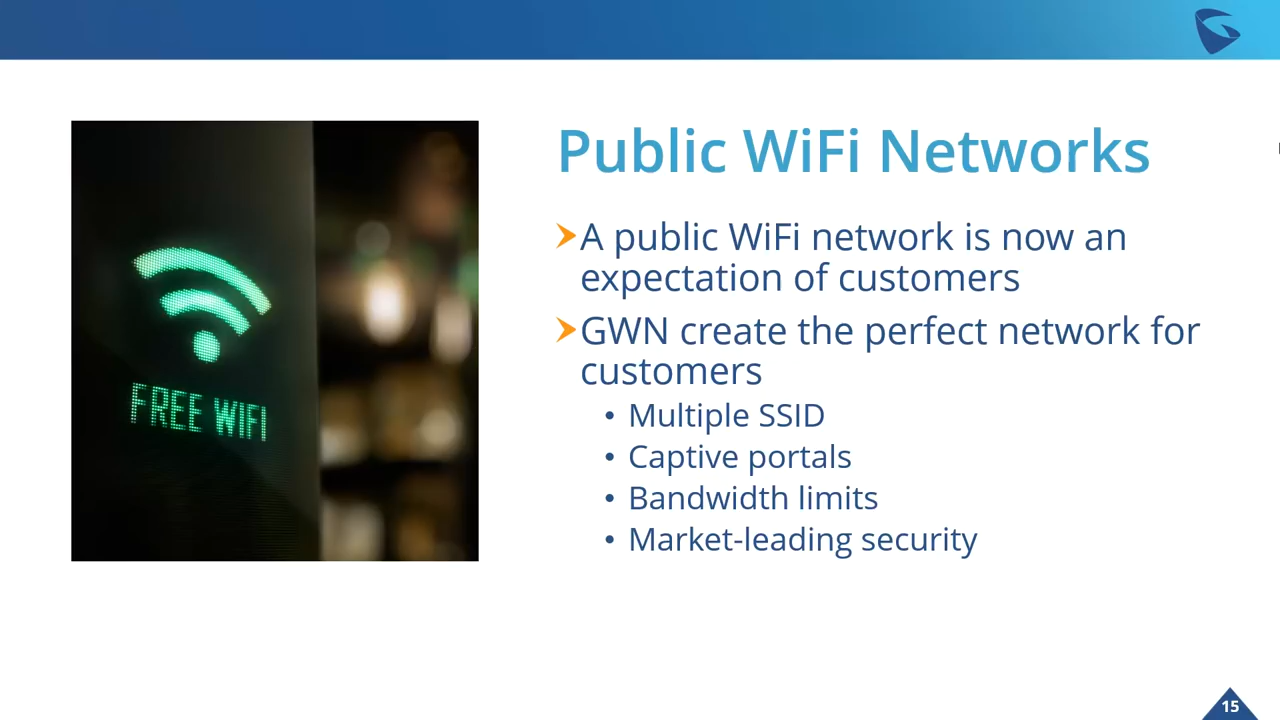 FREE WIFI
Public WiFi Networks
A public WiFi network is now an
expectation of customers
GWN create the perfect network for
customers
• Multiple SSID
• Captive portals
• Bandwidth limits
• Market-leading security
15